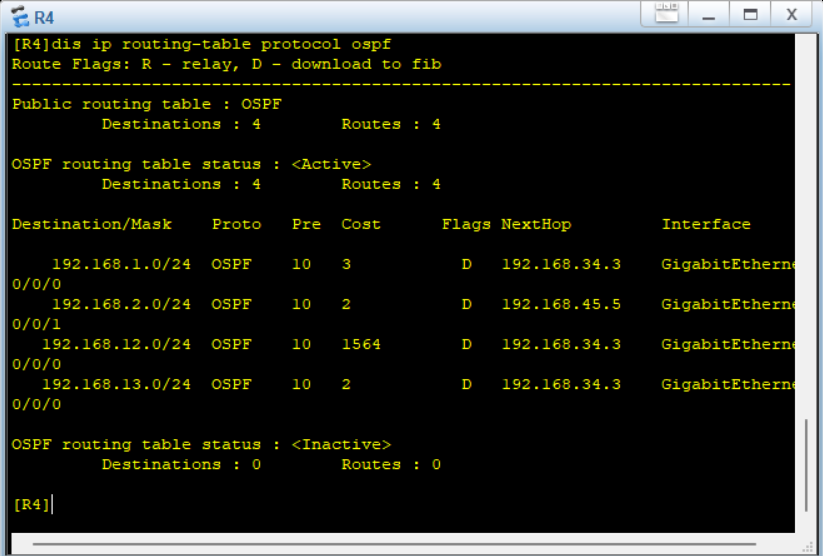 R4
[R4]dis ip routing-table protocol ospf
Route Flags: R - relay, D - download to fib
------------------------------------------------------------------------------
Public routing table : OSPF
         Destinations : 4        Routes : 4
OSPF routing table status : <Active>
         Destinations : 4        Routes : 4
Destination/Mask    Proto   Pre  Cost      Flags NextHop         Interface
    192.168.1.0/24  OSPF    10   3           D   192.168.34.3    GigabitEtherne
0/0/0
    192.168.2.0/24  OSPF    10   2           D   192.168.45.5    GigabitEtherne
0/0/1
   192.168.12.0/24  OSPF    10   1564        D   192.168.34.3    GigabitEtherne
0/0/0
   192.168.13.0/24  OSPF    10   2           D   192.168.34.3    GigabitEtherne
0/0/0
OSPF routing table status : <Inactive>
         Destinations : 0        Routes : 0
[R4]